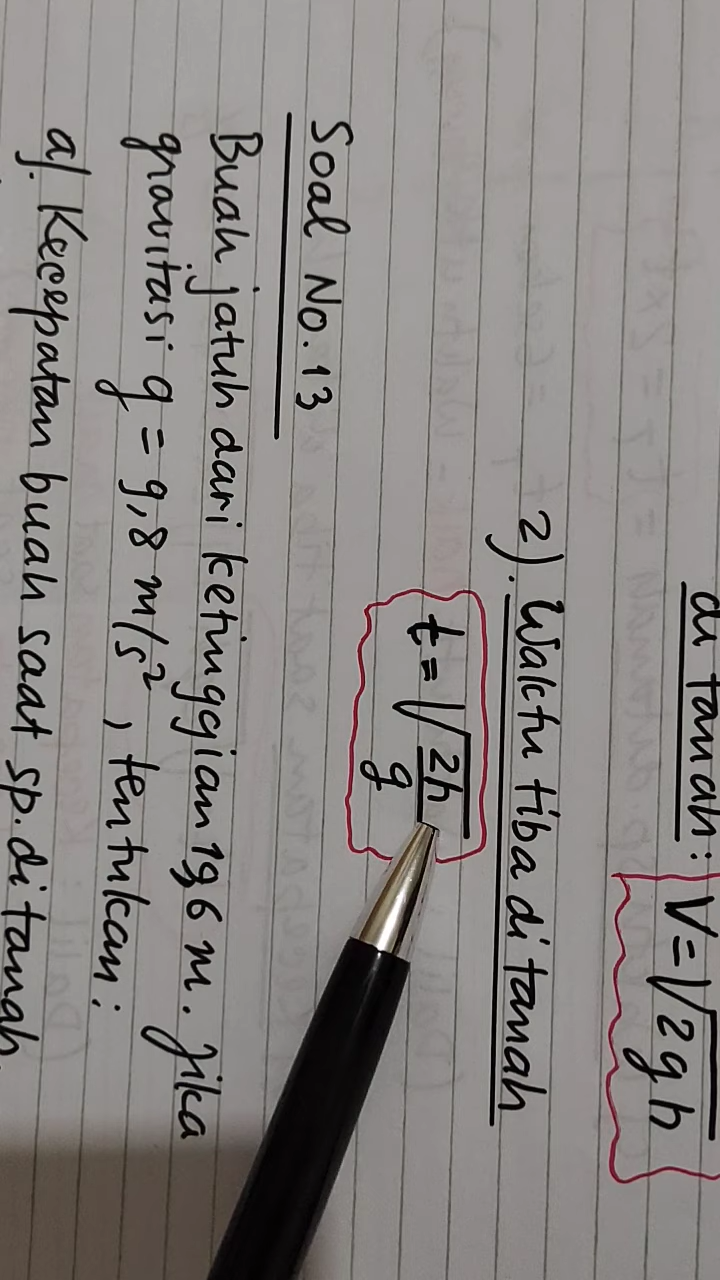 di tanah: V = √2gh
2). Waktu tiba di tanah
t = √2h/g
Soal No. 13
Buah jatuh dari ketinggian 19,6 m. Jika
gravitasi g = 9,8 m/s², tentukan:
a). Kecepatan buah saat sp. di tanah.